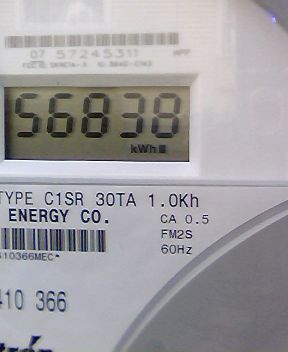 07 57245311
56838
kWh
TYPE C1SR 30TA 1.0Kh
ENERGY CO.
CA 0.5
FM2S
60Hz
410366MEC*
410 366